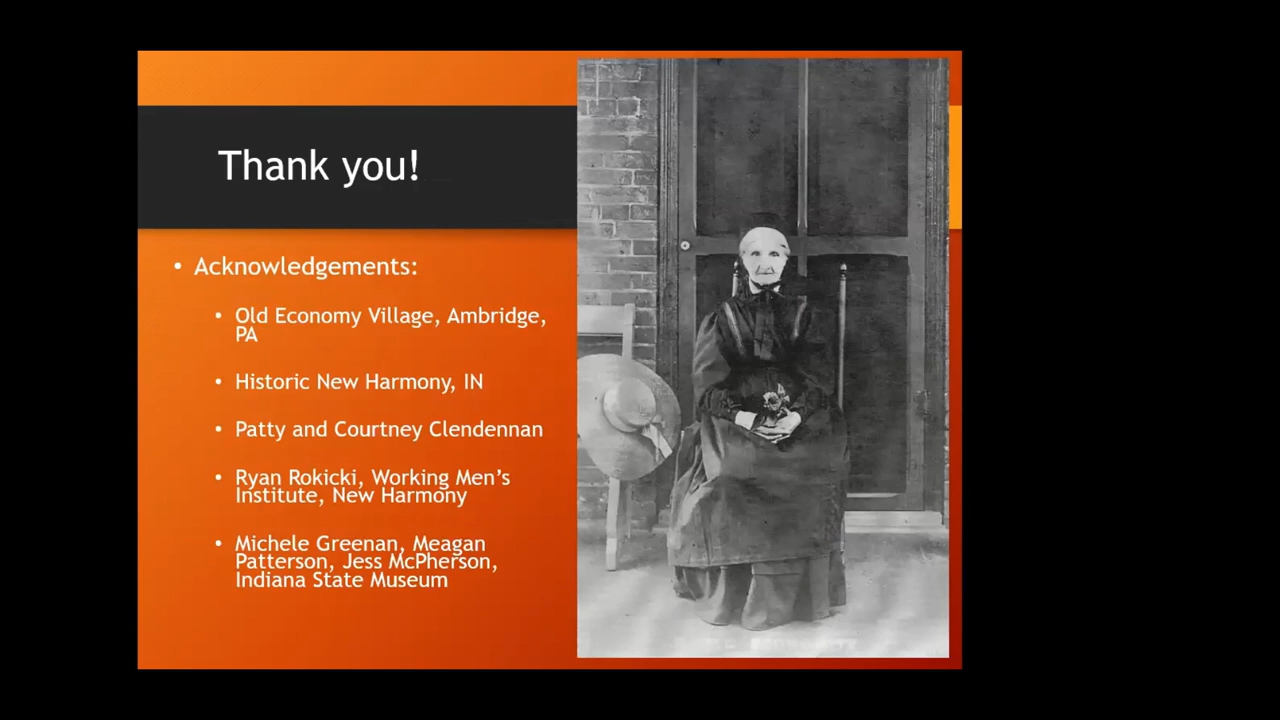 Thank you!
• Acknowledgements:
• Old Economy Village, Ambridge,
PA
• Historic New Harmony, IN
• Patty and Courtney Clendennan
• Ryan Rokicki, Working Men’s
Institute, New Harmony
• Michele Greenan, Meagan
Patterson, Jess McPherson,
Indiana State Museum